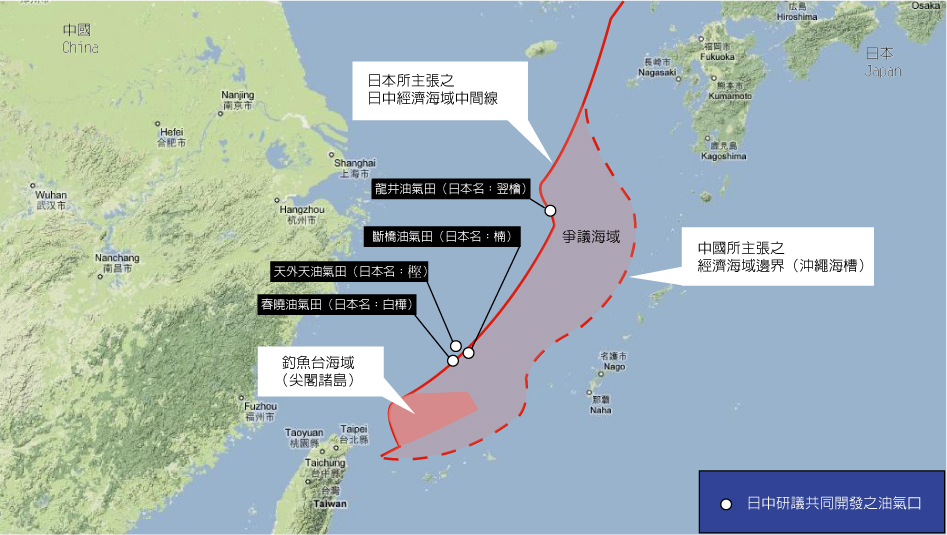 中國
China
廣島
Hiroshima
Osaka
日本
Japan
福岡市
Fukuoka
長崎市
Nagasaki
熊本市
Kumamoto
鹿児島
Kagoshima
Nanjing
南京市
Hefei
合肥市
Shanghai
上海市
Wuhan
武汉市
Hangzhou
杭州市
Nanchang
南昌市
日本所主張之
日中經濟海域中間線
龍井油氣田（日本名：翌檜）
斷橋油氣田（日本名：楠）
爭議海域
中國所主張之
經濟海域邊界（沖繩海槽）
天外天油氣田（日本名：樫）
春曉油氣田（日本名：白樺）
釣魚台海域
（尖閣諸島）
名護市
Nago
那覇
Naha
Fuzhou
福州市
Taoyuan
桃園縣
Taipei
台北縣
Taichung
台中縣
台灣
Taiwan
日中研議共同開發之油氣口